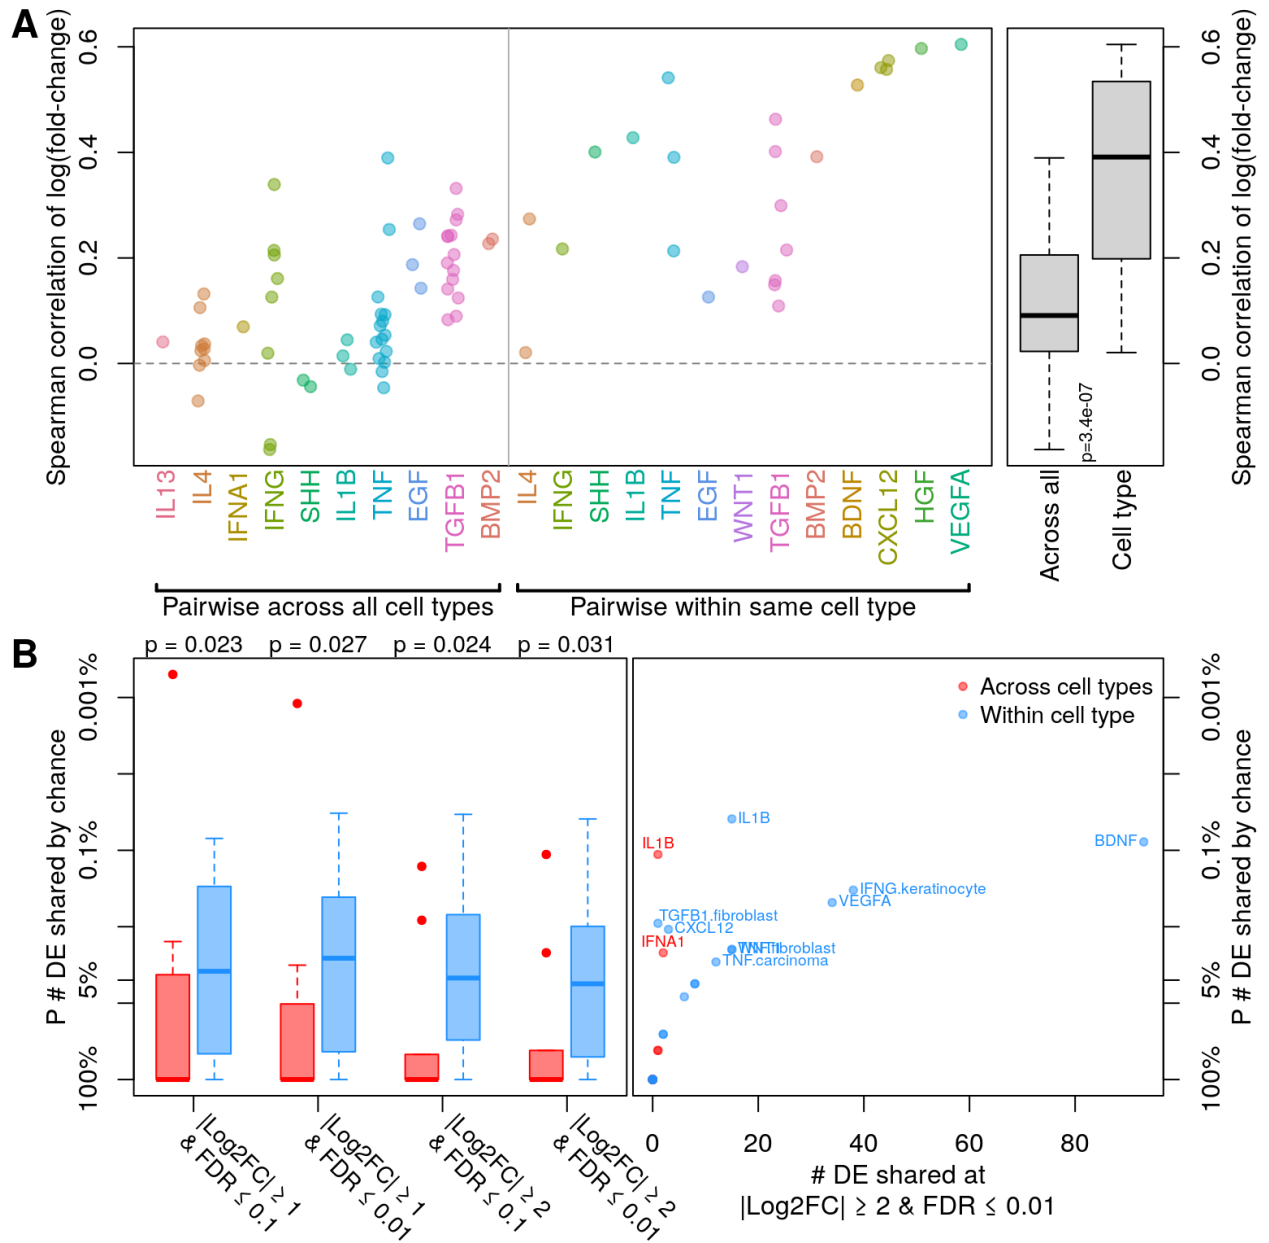 A
Spearman correlation of log(fold-change)
0.6
0.4
0.2
0.0
IL13
IL4
IFNA1
IFNG
SHH
IL1B
TNF
EGF
TGFB1
BMP2
IL4
IFNG
SHH
IL1B
TNF
EGF
WNT1
TGFB1
BMP2
BDNF
CXCL12
HGF
VEGFA
Pairwise across all cell types
Pairwise within same cell type
p=3.4e-07
Across all
Cell type
0.6
0.4
0.2
0.0
Spearman correlation of log(fold-change)
B
p = 0.023
p = 0.027
p = 0.024
p = 0.031
P # DE shared by chance
0.001%
0.1%
5%
100%
|Log2FC| ≥ 1
& FDR ≤ 0.1
|Log2FC| ≥ 1
& FDR ≤ 0.01
|Log2FC| ≥ 2
& FDR ≤ 0.1
|Log2FC| ≥ 2
& FDR ≤ 0.01
Across cell types
Within cell type
IL1B
IL1B
BDNF
IFNG.keratinocyte
VEGFA
TGFB1.fibroblast
CXCL12
IFNA1
TNF.carcinoma
0
20
40
60
80
# DE shared at
|Log2FC| ≥ 2 & FDR ≤ 0.01
0.001%
0.1%
5%
100%
P # DE shared by chance